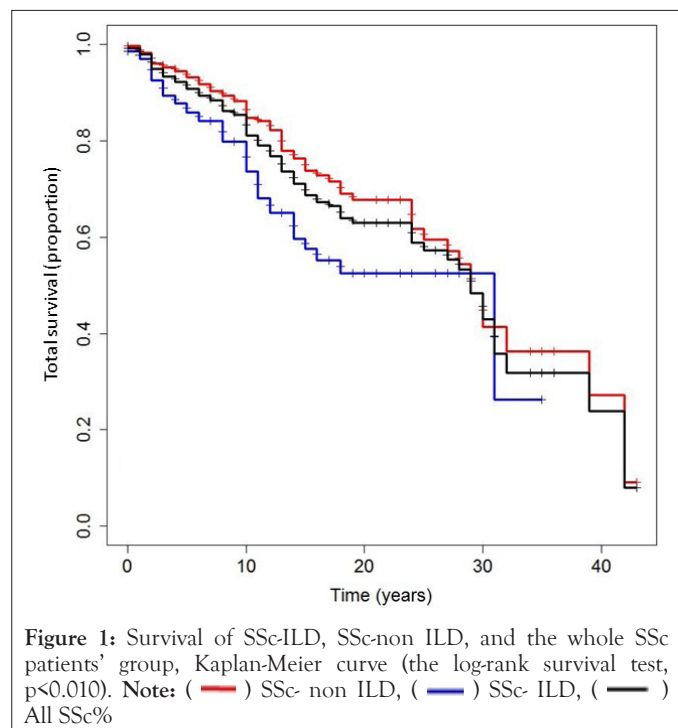 Total survival (proportion)
1.0
0.8
0.6
0.4
0.2
0.0
0 10 20 30 40
Time (years)
Figure 1: Survival of SSc-ILD, SSc-non ILD, and the whole SSc
patients' group, Kaplan-Meier curve (the log-rank survival test,
p<0.010). Note: ( ) SSc- non ILD, ( ) SSc- ILD, ( )
All SSc%